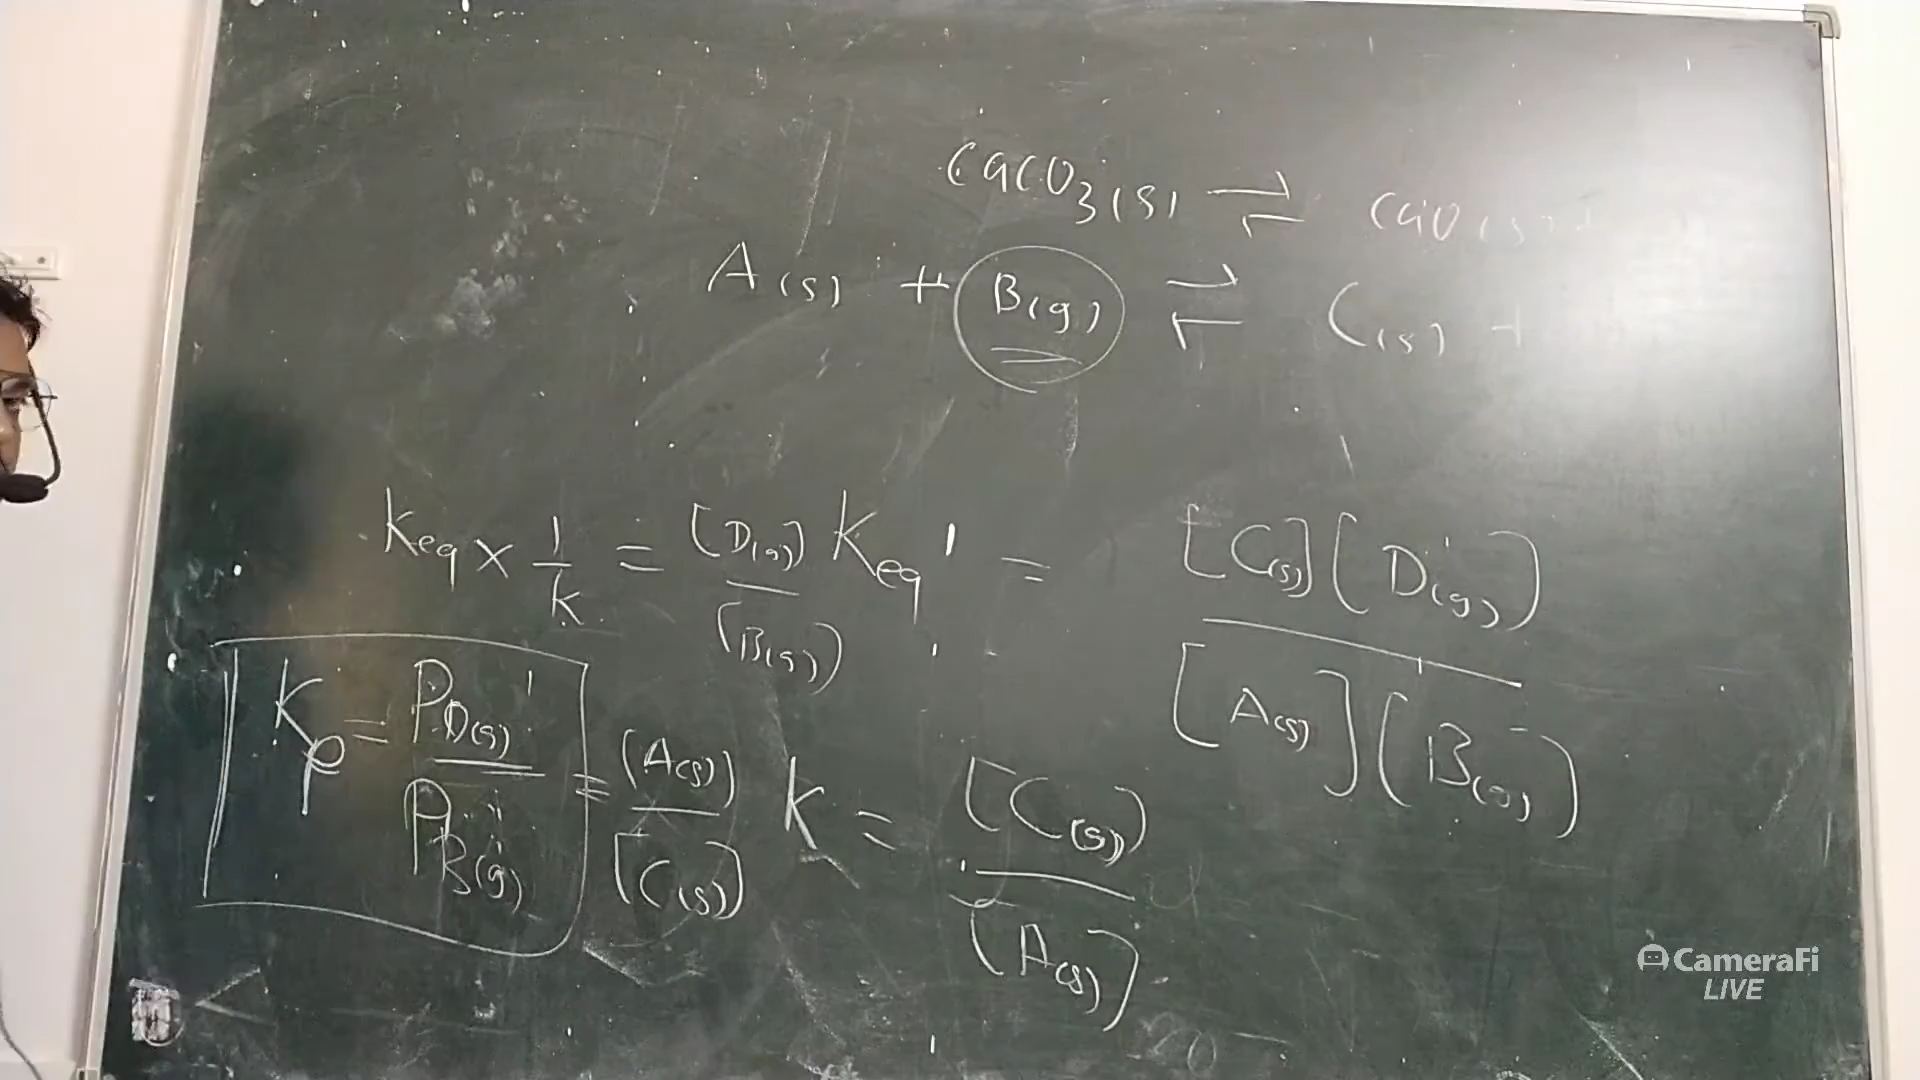 CaCO3(s) ⇌ CaO(s) +
A(s) + B(g) ⇌ C(s) +
Keq × 1/k = [D(g)]/[B(g)]
Keq' = [C(s)][D(g)]/[A(s)][B(g)]
Kp = PD(g)/PB(g)
= [A(s)]/[C(s)]
k = [C(s)]/[A(s)]
CameraFi
LIVE